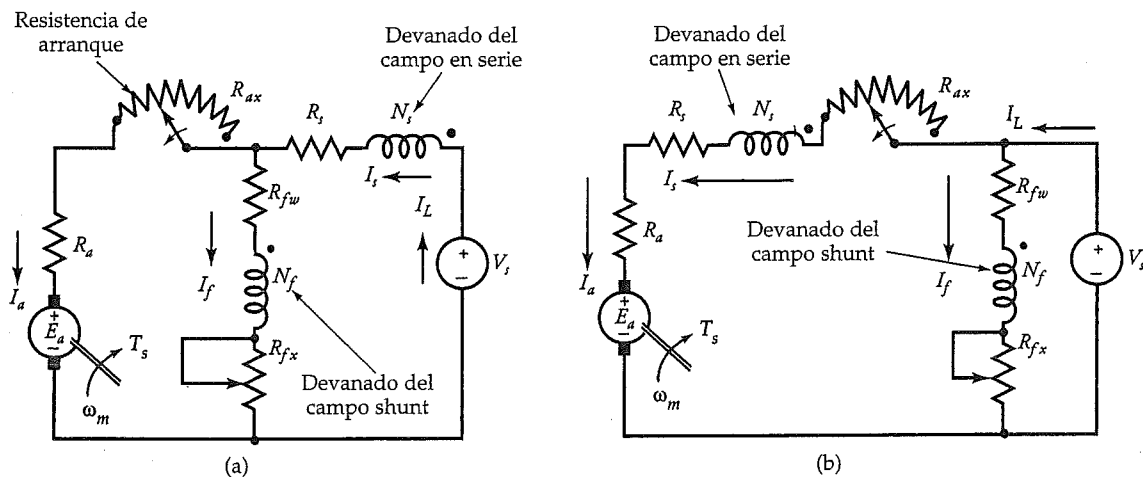 Resistencia de
arranque
R_ax
Devanado del
campo en serie
R_s
N_s
I_s
I_L
R_fw
R_a
I_a
I_f
N_f
+
V_s
−
+
E_a
−
T_s
ω_m
R_fx
Devanado del
campo shunt
(a)
Devanado del
campo en serie
R_s
N_s
R_ax
I_L
I_s
R_fw
R_a
I_a
Devanado del
campo shunt
I_f
N_f
+
V_s
−
+
E_a
−
T_s
ω_m
R_fx
(b)